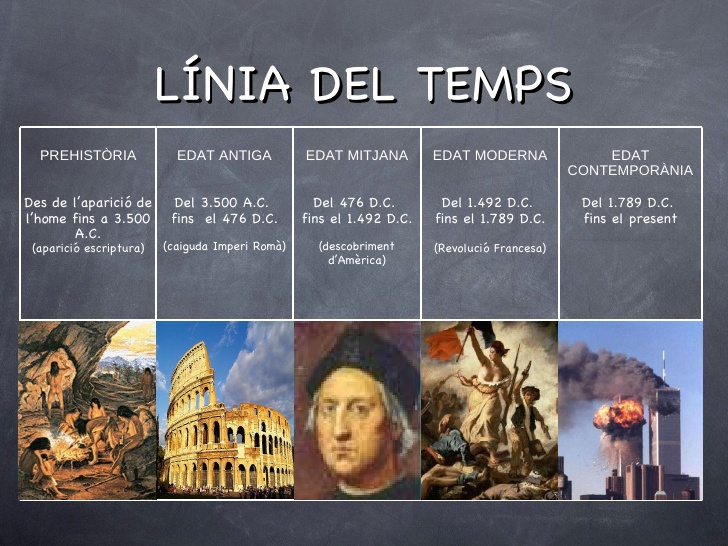 LÍNIA DEL TEMPS
PREHISTÒRIA
Des de l'aparició de
l'home fins a 3.500
A.C.
(aparició escriptura)
EDAT ANTIGA
Del 3.500 A.C.
fins el 476 D.C.
(caiguda Imperi Romà)
EDAT MITJANA
Del 476 D.C.
fins el 1.492 D.C.
(descobriment
d'Amèrica)
EDAT MODERNA
Del 1.492 D.C.
fins el 1.789 D.C.
(Revolució Francesa)
EDAT
CONTEMPORÀNIA
Del 1.789 D.C.
fins el present